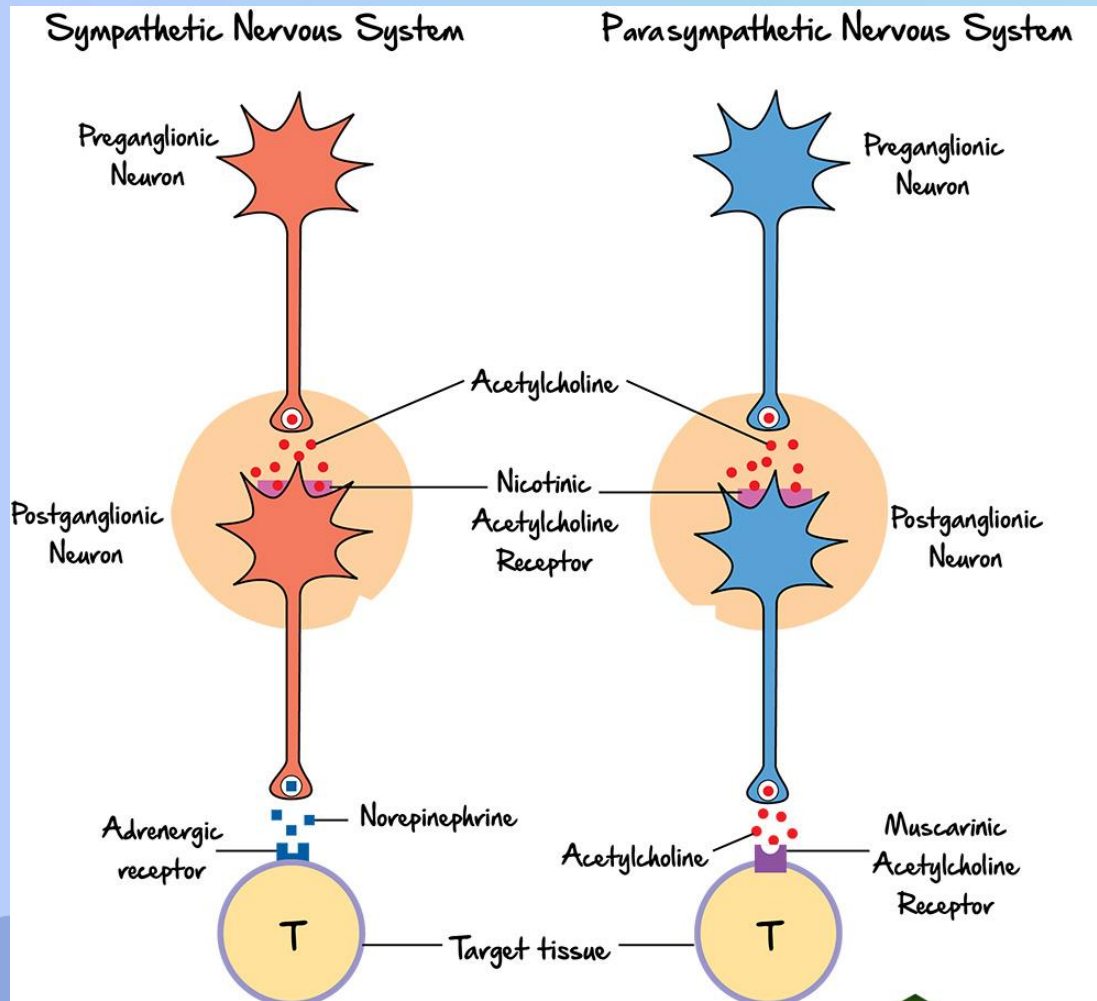 Sympathetic Nervous System
Parasympathetic Nervous System
Preganglionic
Neuron
Preganglionic
Neuron
Acetylcholine
Nicotinic
Acetylcholine
Receptor
Postganglionic
Neuron
Postganglionic
Neuron
Adrenergic
receptor
Norepinephrine
Acetylcholine
Muscarinic
Acetylcholine
Receptor
T
Target tissue
T